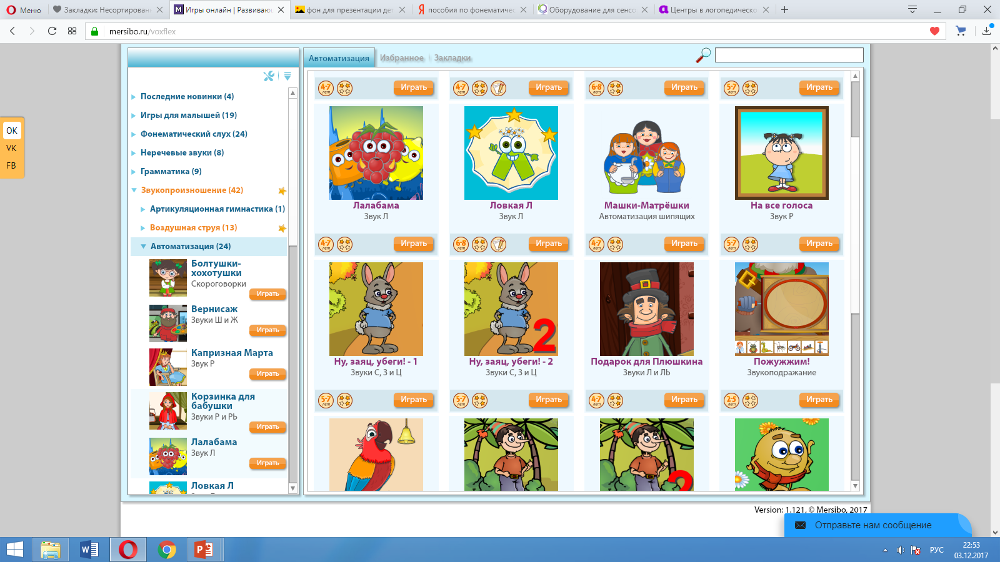 Меню
Закладки: Несортирован
Игры онлайн | Развиваю
фон для презентации дет
пособия по фонематиче
Оборудование для сенсо
Центры в логопедическо
mersibo.ru/voxflex
OK
VK
FB
Последние новинки (4)
Игры для малышей (19)
Фонематический слух (24)
Неречевые звуки (8)
Грамматика (9)
Звукопроизношение (42)
Артикуляционная гимнастика (1)
Воздушная струя (13)
Автоматизация (24)
Болтушки-
хохотушки
Скороговорки
Играть
Вернисаж
Звуки Ш и Ж
Играть
Капризная Марта
Звук Р
Играть
Корзинка для
бабушки
Звуки Р и РЬ
Играть
Лалабама
Звук Л
Играть
Ловкая Л
Автоматизация
Избранное
Закладки
4-7 лет
Играть
4-7 лет
Играть
6-8 лет
Играть
5-7 лет
Играть
Лалабама
Звук Л
Ловкая Л
Звук Л
Машки-Матрёшки
Автоматизация шипящих
На все голоса
Звук Р
4-7 лет
Играть
6-8 лет
Играть
4-7 лет
Играть
5-7 лет
Играть
2
Ну, заяц, убеги! - 1
Звуки С, З и Ц
Ну, заяц, убеги! - 2
Звуки С, З и Ц
Подарок для Плюшкина
Звуки Л и ЛЬ
Пожужжим!
Звукоподражание
5-7 лет
Играть
5-7 лет
Играть
4-7 лет
Играть
2-5 лет
Играть
2
Version: 1.121, © Mersibo, 2017
Отправьте нам сообщение
РУС
22:53
03.12.2017